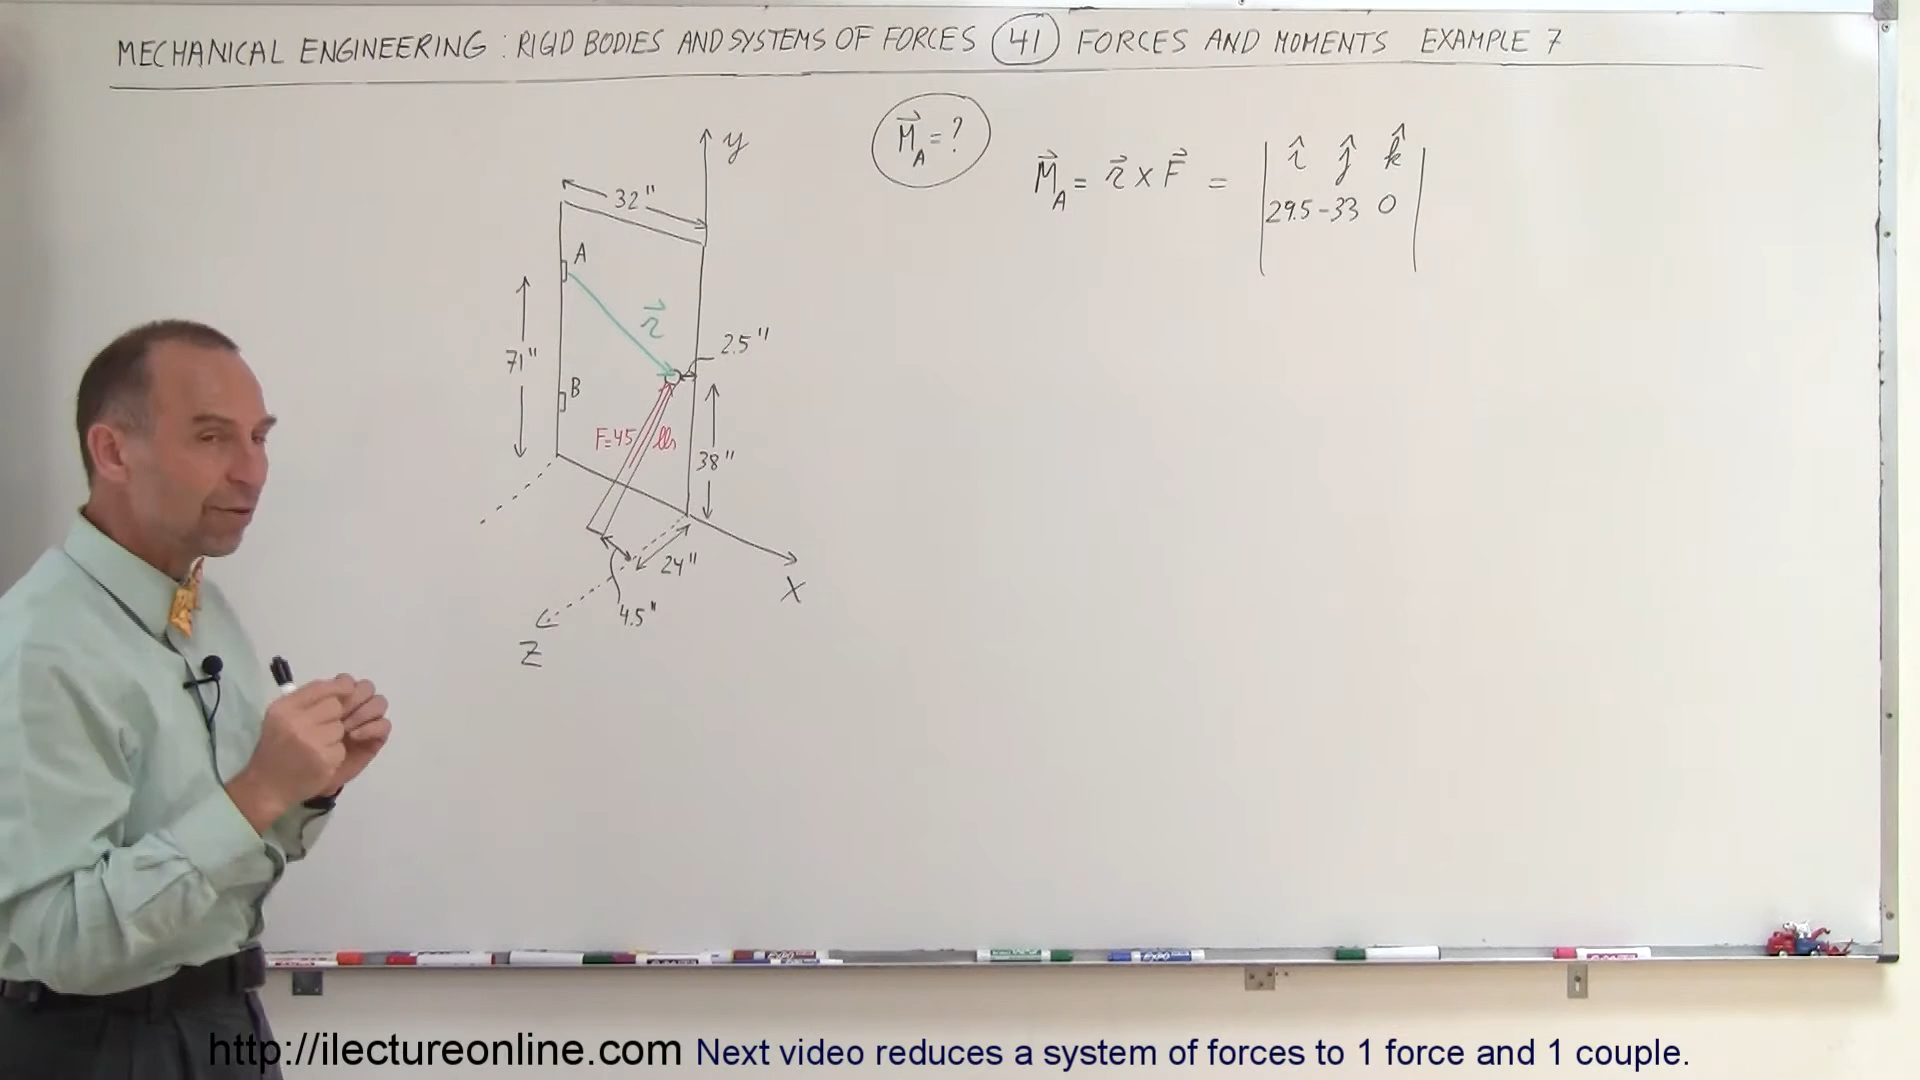 MECHANICAL ENGINEERING : RIGID BODIES AND SYSTEMS OF FORCES 41 FORCES AND MOMENTS EXAMPLE 7
M⃗_A = ?
M⃗_A = r⃗ × F⃗ = | î ĵ k̂ |
29.5 -33 0
y
32"
A
r⃗
2.5"
71"
B
F=45 lbs
38"
24"
X
4.5"
Z
http://ilectureonline.com Next video reduces a system of forces to 1 force and 1 couple.